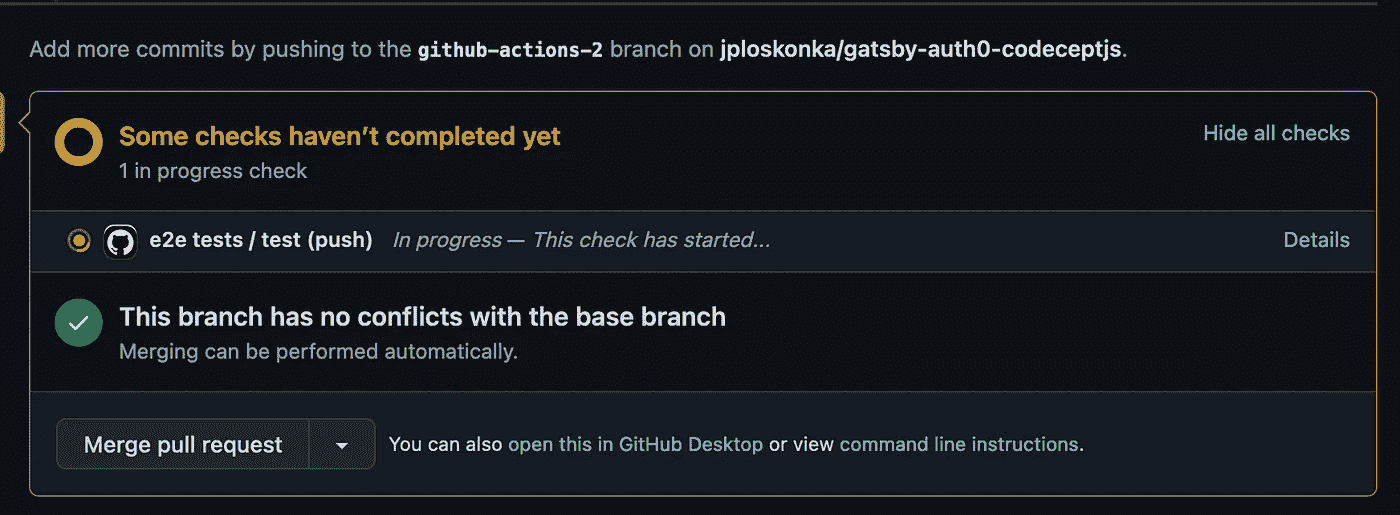 Add more commits by pushing to the github-actions-2 branch on jploskonka/gatsby-auth0-codeceptjs.
Some checks haven’t completed yet
Hide all checks
1 in progress check
e2e tests / test (push) In progress — This check has started...
Details
This branch has no conflicts with the base branch
Merging can be performed automatically.
Merge pull request
You can also open this in GitHub Desktop or view command line instructions.